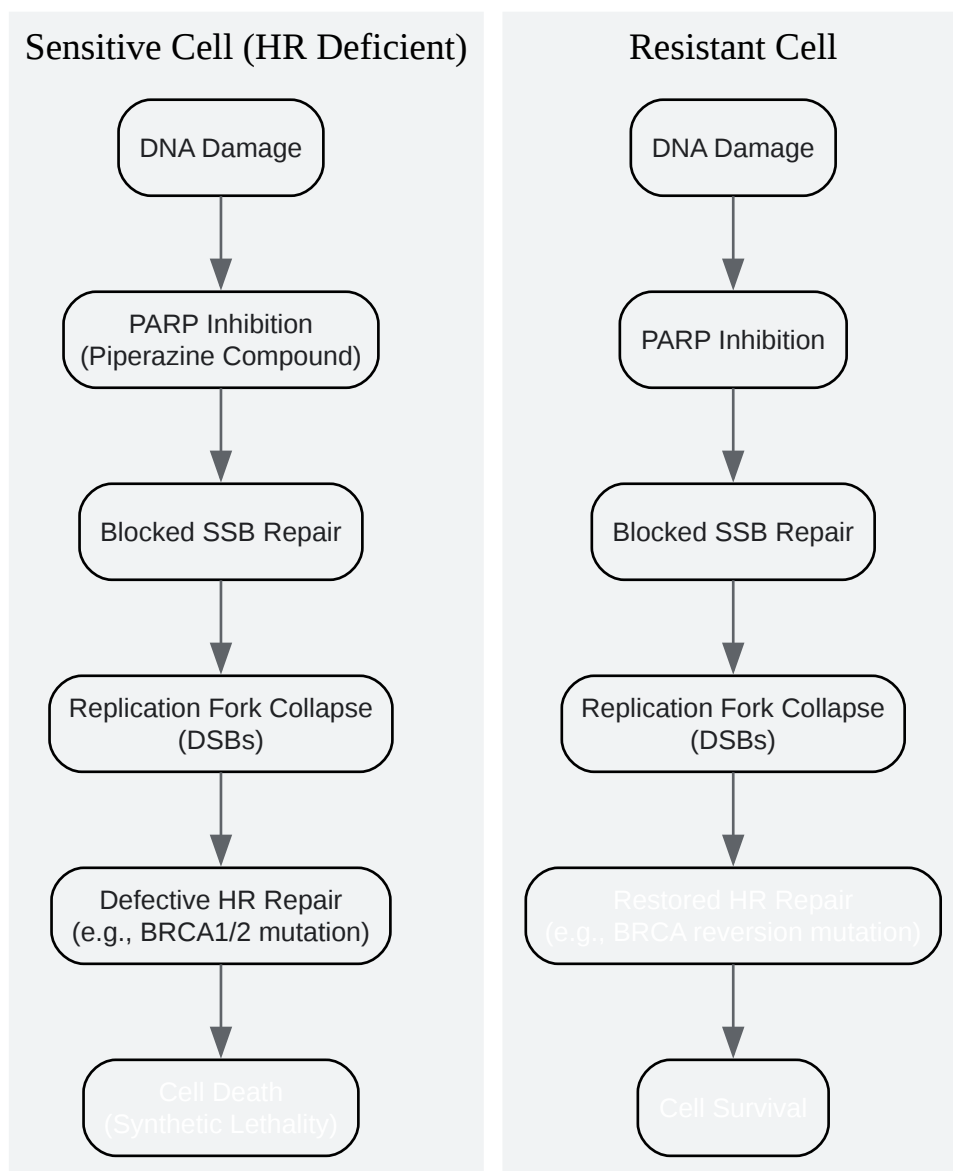 Sensitive Cell (HR Deficient)
DNA Damage
PARP Inhibition
(Piperazine Compound)
Blocked SSB Repair
Replication Fork Collapse
(DSBs)
Defective HR Repair
(e.g., BRCA1/2 mutation)
Cell Death
(Synthetic Lethality)
Resistant Cell
DNA Damage
PARP Inhibition
Blocked SSB Repair
Replication Fork Collapse
(DSBs)
Restored HR Repair
(e.g., BRCA reversion mutation)
Cell Survival